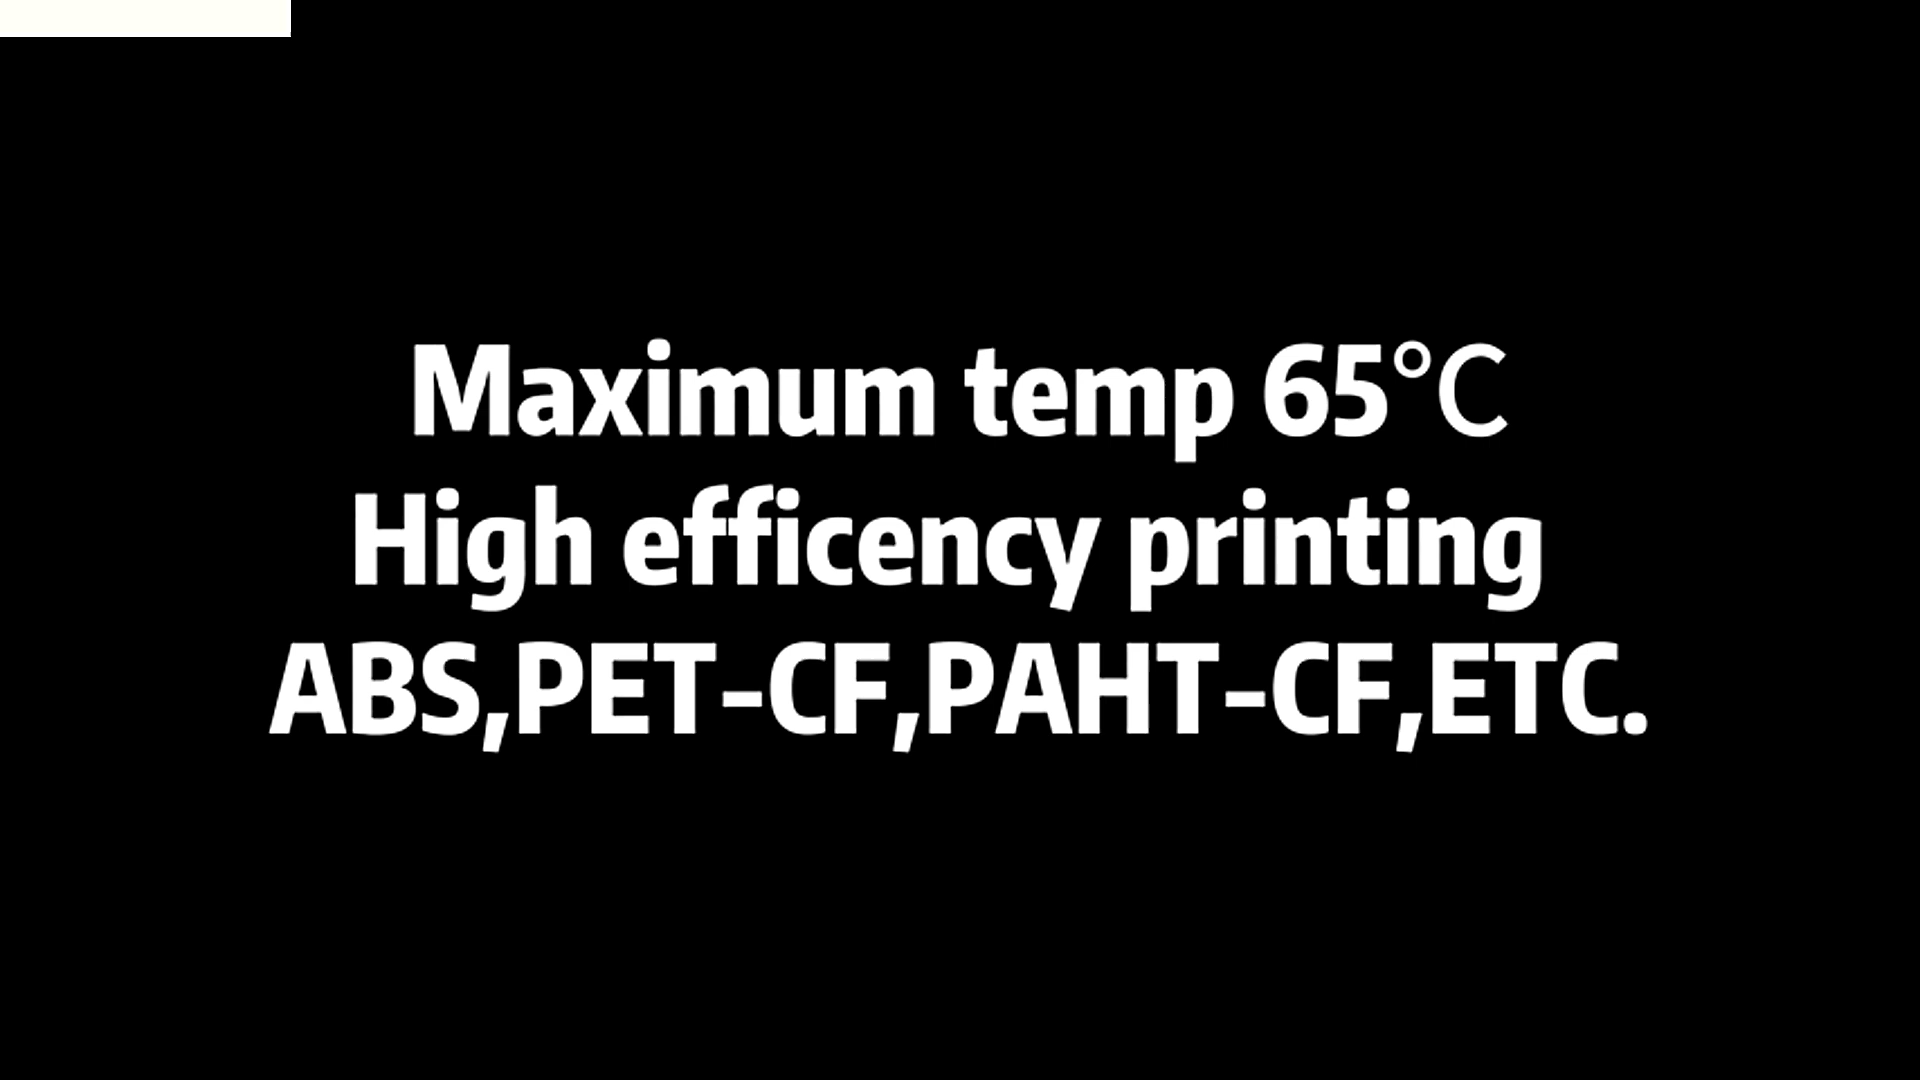 Maximum temp 65°C
High efficency printing
ABS,PET-CF,PAHT-CF,ETC.